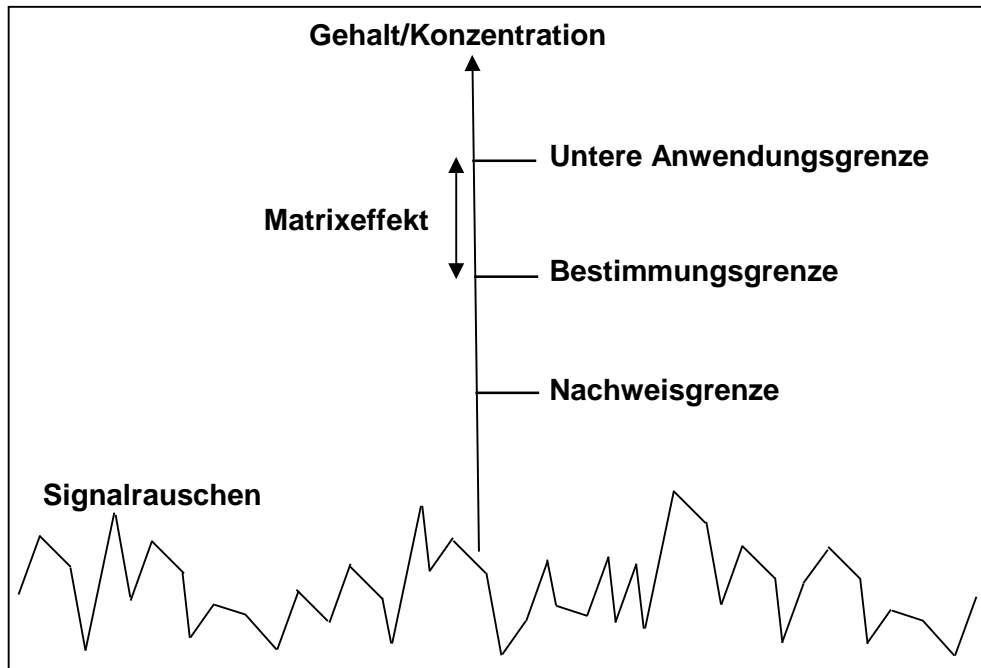 Gehalt/Konzentration
Untere Anwendungsgrenze
Matrixeffekt
Bestimmungsgrenze
Nachweisgrenze
Signalrauschen